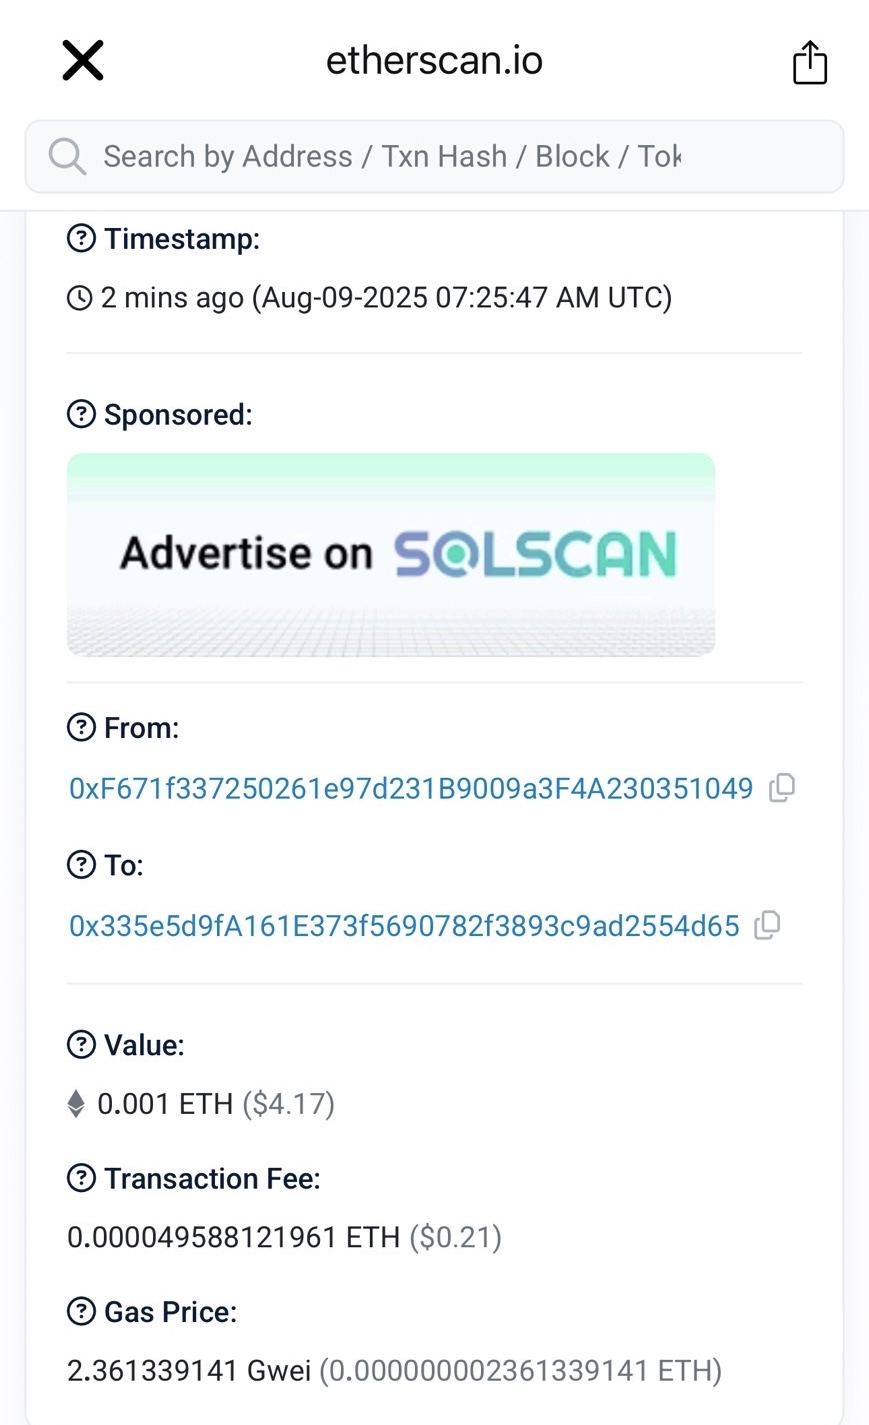 etherscan.io
Search by Address / Txn Hash / Block / Tok
Timestamp:
2 mins ago (Aug-09-2025 07:25:47 AM UTC)
Sponsored:
Advertise on SOLSCAN
From:
0xF671f337250261e97d231B9009a3F4A230351049
To:
0x335e5d9fA161E373f5690782f3893c9ad2554d65
Value:
0.001 ETH ($4.17)
Transaction Fee:
0.000049588121961 ETH ($0.21)
Gas Price:
2.361339141 Gwei (0.000000002361339141 ETH)